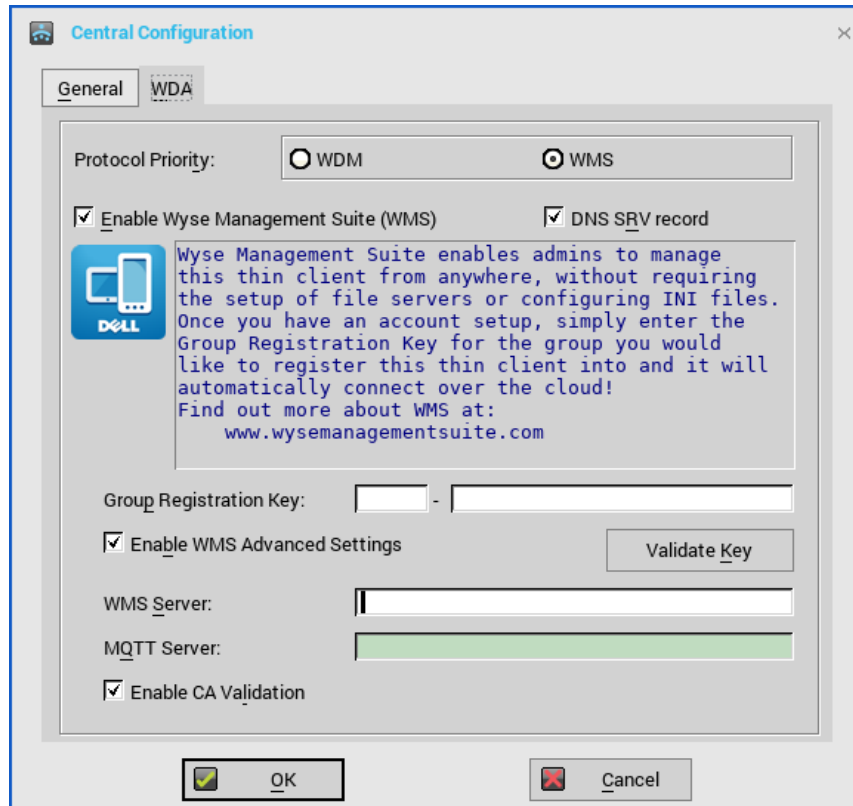 Central Configuration
General
WDA
Protocol Priority:
WDM
WMS
Enable Wyse Management Suite (WMS)
DNS SRV record
DELL
Wyse Management Suite enables admins to manage
this thin client from anywhere, without requiring
the setup of file servers or configuring INI files.
Once you have an account setup, simply enter the
Group Registration Key for the group you would
like to register this thin client into and it will
automatically connect over the cloud!
Find out more about WMS at:
www.wysemanagementsuite.com
Group Registration Key:
-
Enable WMS Advanced Settings
Validate Key
WMS Server:
MQTT Server:
Enable CA Validation
OK
Cancel